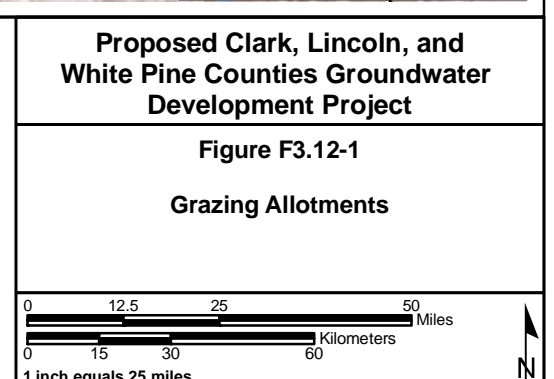 Proposed Clark, Lincoln, and
White Pine Counties Groundwater
Development Project
Figure F3.12-1
Grazing Allotments
0 12.5 25 50
Miles
Kilometers
0 15 30 60
1 inch equals 25 miles
N